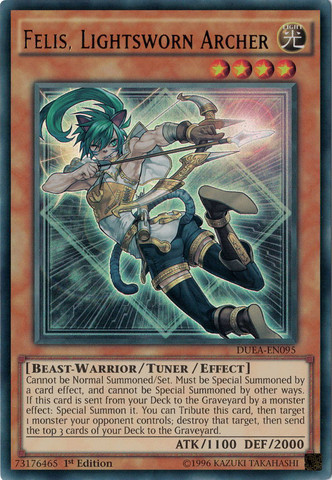 Felis, Lightsworn Archer
LIGHT
光
DUEA-EN095
[Beast-Warrior/Tuner/Effect]
Cannot be Normal Summoned/Set. Must be Special Summoned by
a card effect, and cannot be Special Summoned by other ways.
If this card is sent from your Deck to the Graveyard by a monster
effect: Special Summon it. You can Tribute this card, then target
1 monster your opponent controls; destroy that target, then send
the top 3 cards of your Deck to the Graveyard.
ATK/1100 DEF/2000
73176465 1st Edition ©1996 KAZUKI TAKAHASHI